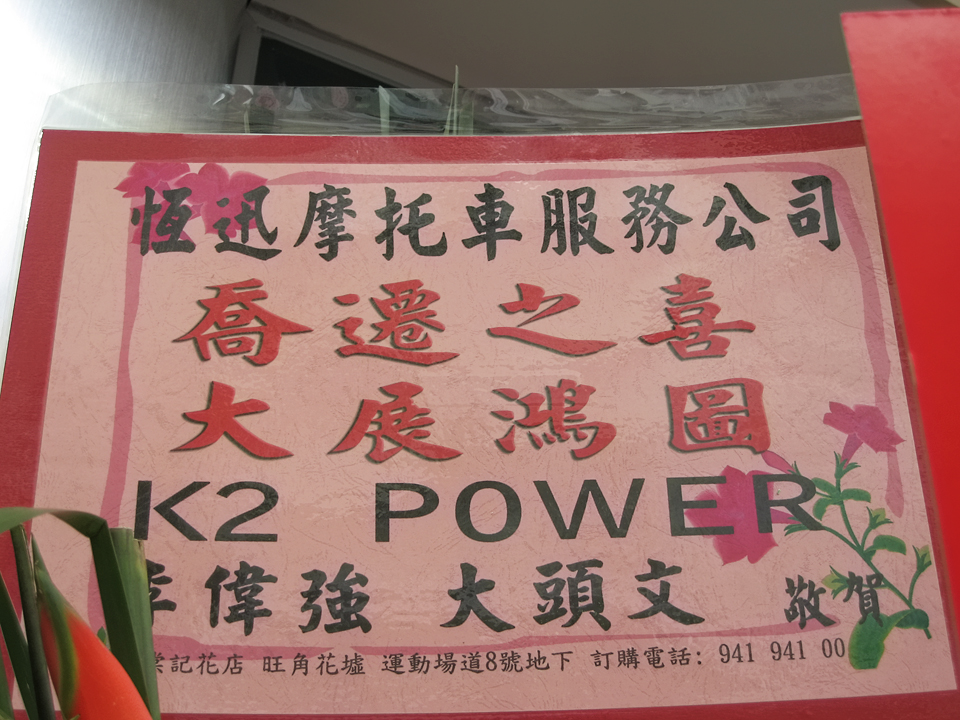 恆迅摩托車服務公司
喬遷之喜
大展鴻圖
K2 POWER
偉強 大頭文 敬賀
記花店 旺角花墟 運動場道8號地下 訂購電話: 941 941 00